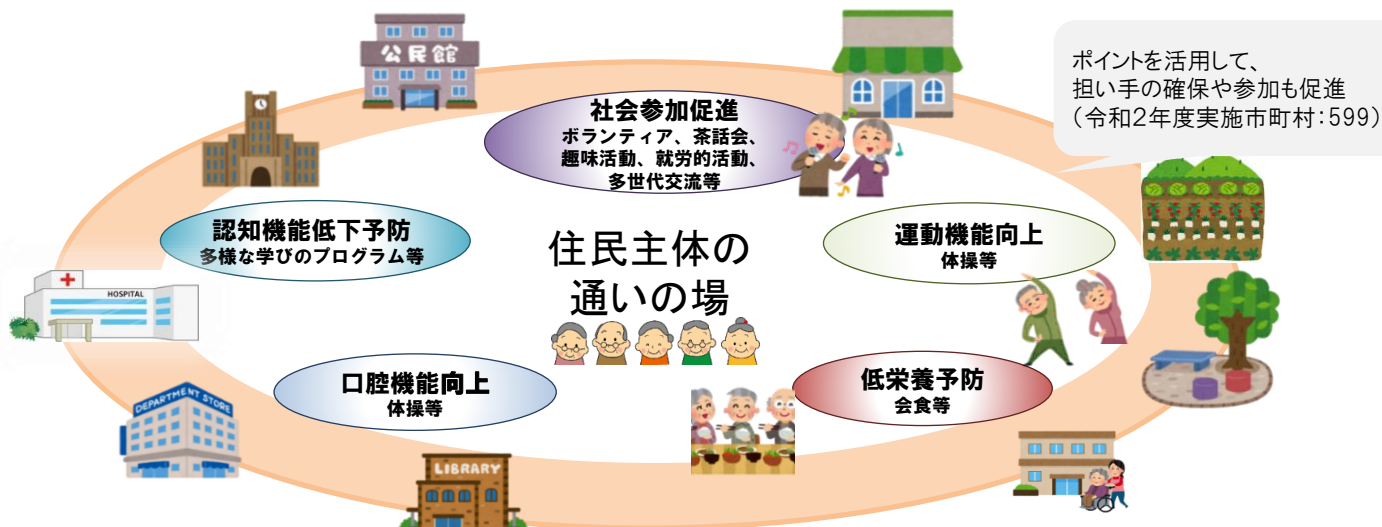 公民館
ポイントを活用して、
担い手の確保や参加も促進
(令和2年度実施市町村:599)
社会参加促進
ボランティア、茶話会、
趣味活動、就労的活動、
多世代交流等
認知機能低下予防
多様な学びのプログラム等
運動機能向上
体操等
住民主体の
通いの場
HOSPITAL
口腔機能向上
体操等
低栄養予防
会食等
DEPARTMENT STORE
LIBRARY